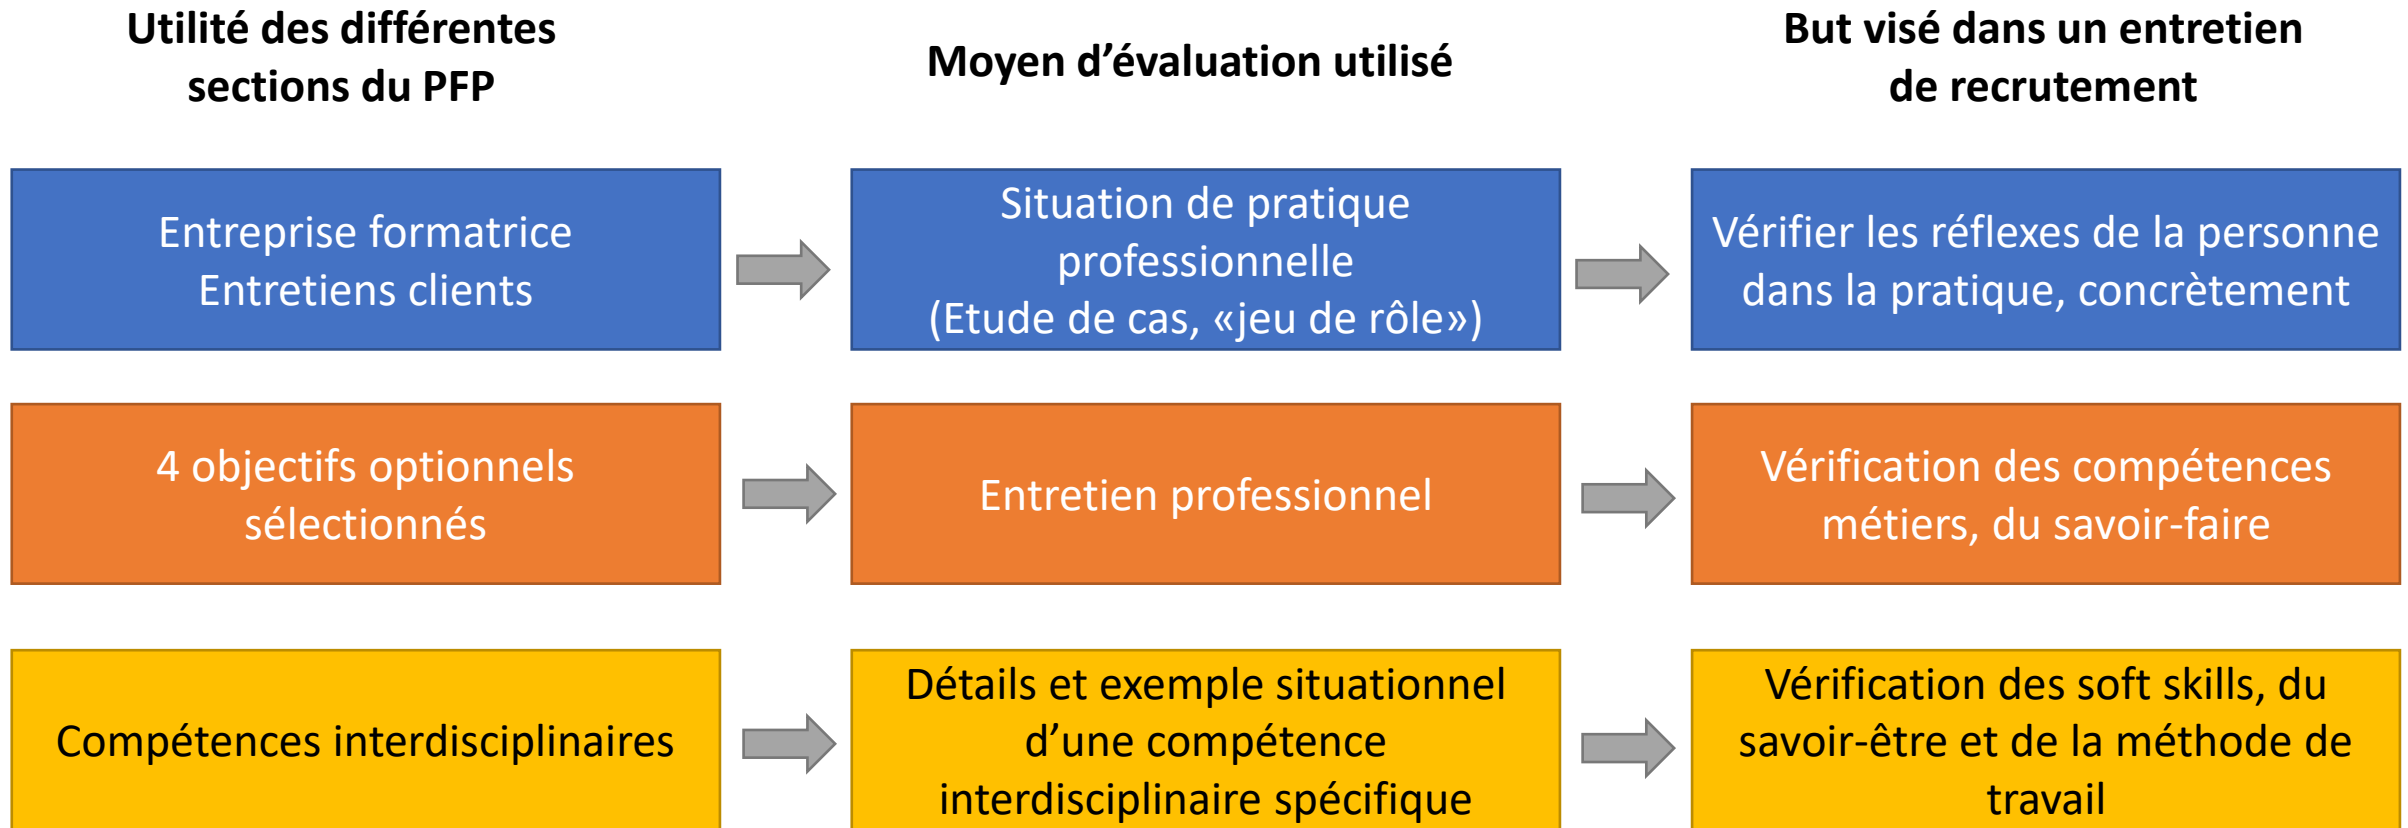 Utilité des différentes
sections du PFP
Moyen d’évaluation utilisé
But visé dans un entretien
de recrutement
Entreprise formatrice
Entretiens clients
Situation de pratique
professionnelle
(Etude de cas, «jeu de rôle»)
Vérifier les réflexes de la personne
dans la pratique, concrètement
4 objectifs optionnels
sélectionnés
Entretien professionnel
Vérification des compétences
métiers, du savoir-faire
Compétences interdisciplinaires
Détails et exemple situationnel
d’une compétence
interdisciplinaire spécifique
Vérification des soft skills, du
savoir-être et de la méthode de
travail